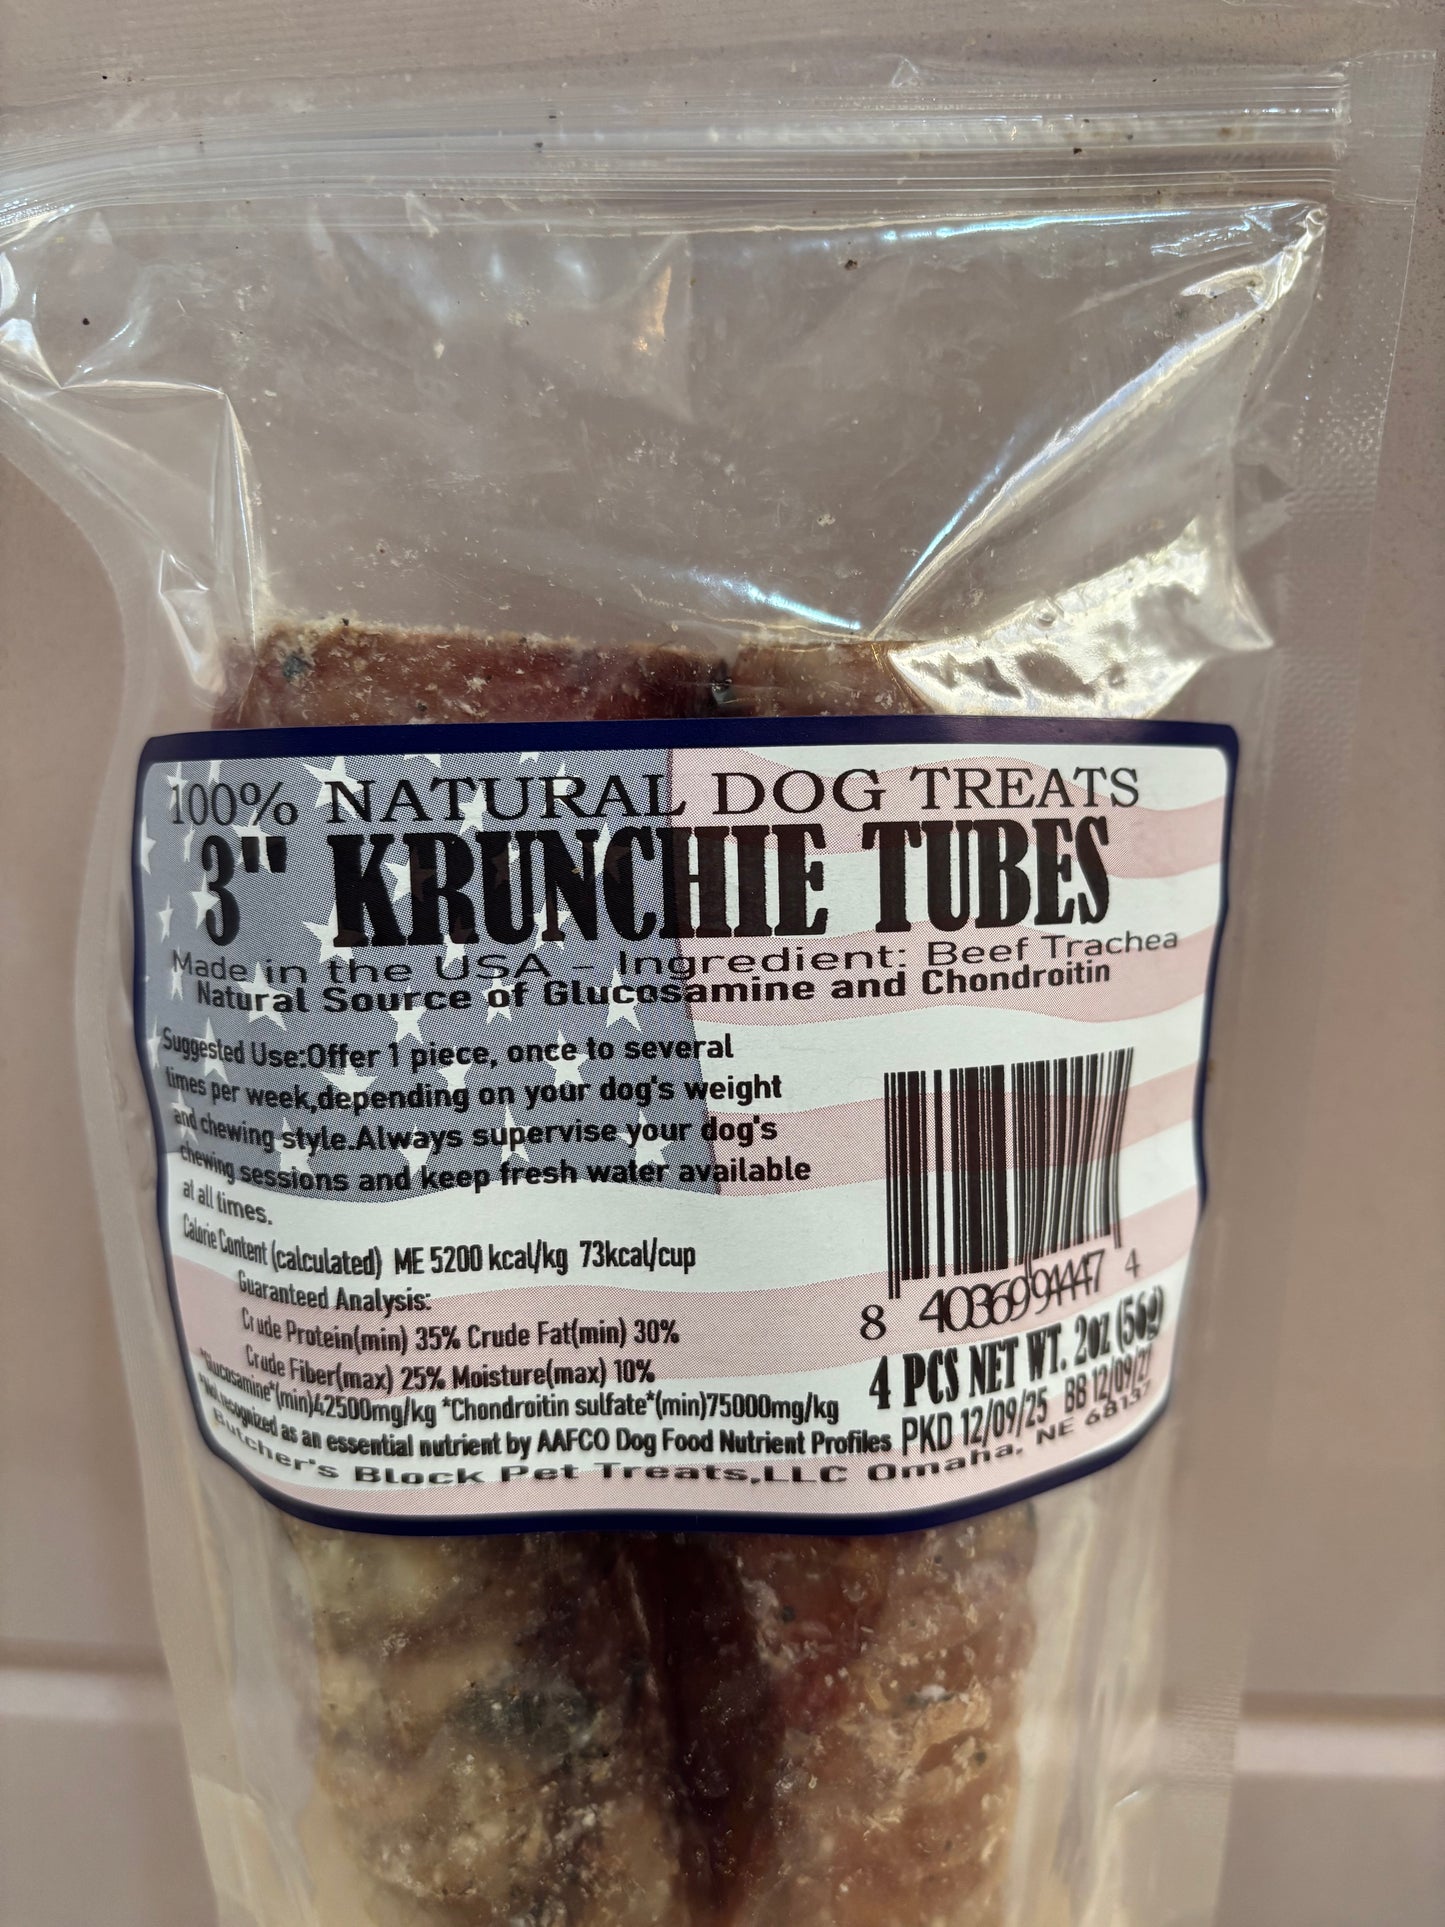 100% NATURAL DOG TREATS
3" KRUNCHIE TUBES
Made in the USA - Ingredient: Beef Trachea
Natural Source of Glucosamine and Chondroitin
Suggested Use:Offer 1 piece, once to several
times per week,depending on your dog's weight
and chewing style.Always supervise your dog's
chewing sessions and keep fresh water available
at all times.
Calorie Content (calculated) ME 5200 kcal/kg 73kcal/cup
Guaranteed Analysis:
Crude Protein(min) 35% Crude Fat(min) 30%
Crude Fiber(max) 25% Moisture(max) 10%
*Glucosamine*(min)42500mg/kg *Chondroitin sulfate*(min)75000mg/kg
*Not recognized as an essential nutrient by AAFCO Dog Food Nutrient Profiles
Butcher's Block Pet Treats,LLC Omaha, NE 68137
8 40369 94447 4
4 PCS NET WT. 2OZ (56g)
PKD 12/09/25 BB 12/09/27